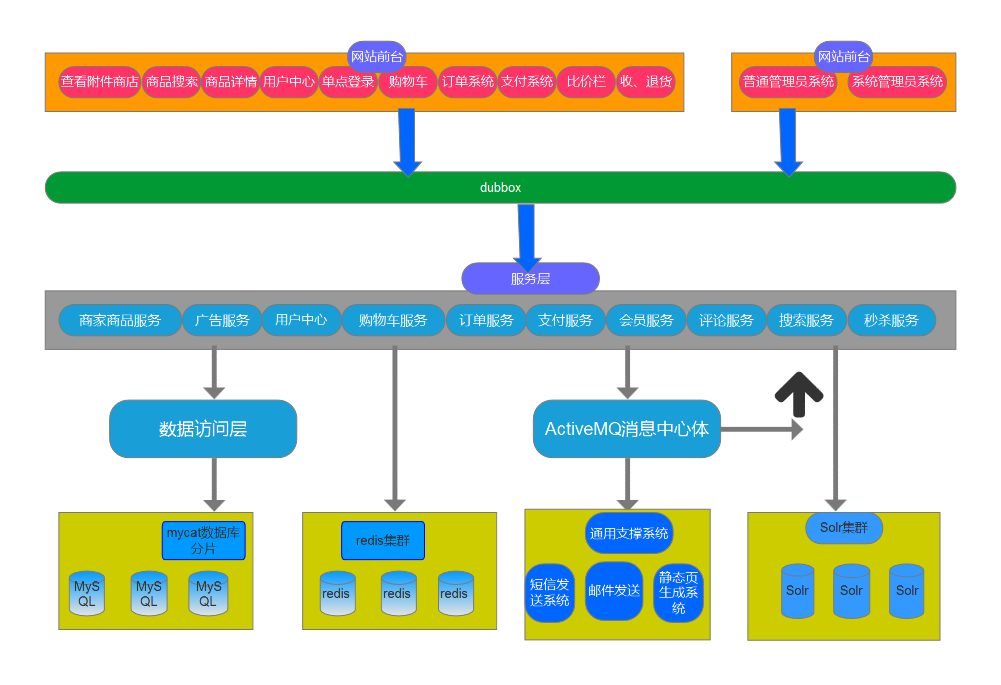 网站前台
网站前台
查看附件商店
商品搜索
商品详情
用户中心
单点登录
购物车
订单系统
支付系统
比价栏
收、退货
普通管理员系统
系统管理员系统
dubbox
服务层
商家商品服务
广告服务
用户中心
购物车服务
订单服务
支付服务
会员服务
评论服务
搜索服务
秒杀服务
数据访问层
ActiveMQ消息中心体
mycat数据库
分片
MyS
QL
MyS
QL
MyS
QL
redis集群
redis
redis
redis
通用支撑系统
短信发
送系统
邮件发送
静态页
生成系
统
Solr集群
Solr
Solr
Solr